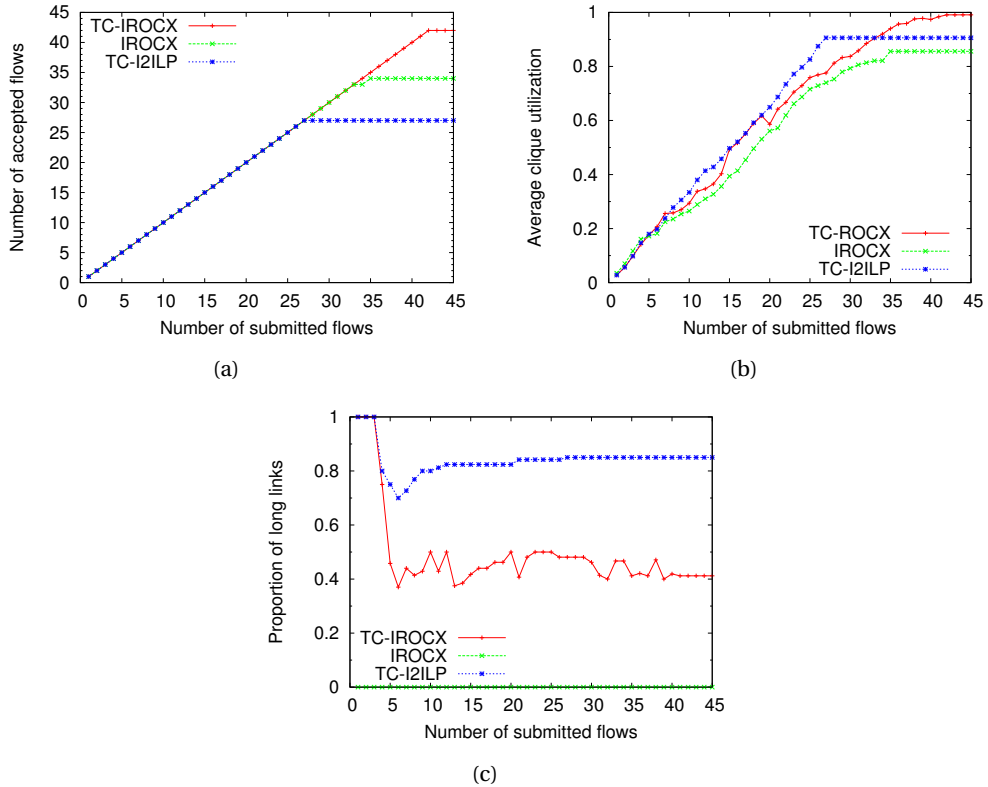 45
40
35
30
25
20
15
10
5
0
Number of accepted flows
TC-IROCX
IROCX
TC-I2ILP
0 5 10 15 20 25 30 35 40 45
Number of submitted flows
(a)
1
0.8
0.6
0.4
0.2
0
Average clique utilization
TC-ROCX
IROCX
TC-I2ILP
0 5 10 15 20 25 30 35 40 45
Number of submitted flows
(b)
1
0.8
0.6
0.4
0.2
0
Proportion of long links
TC-IROCX
IROCX
TC-I2ILP
0 5 10 15 20 25 30 35 40 45
Number of submitted flows
(c)